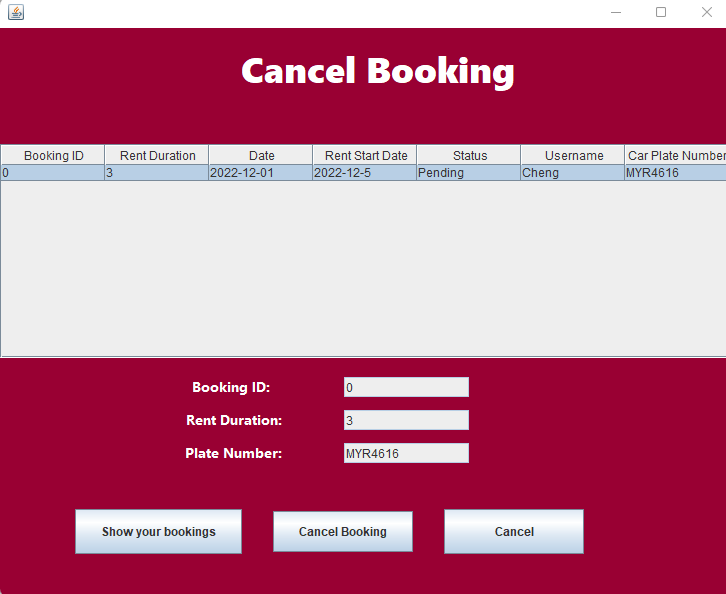 Cancel Booking
Booking ID Rent Duration Date Rent Start Date Status Username Car Plate Number
0 3 2022-12-01 2022-12-5 Pending Cheng MYR4616
Booking ID: 0
Rent Duration: 3
Plate Number: MYR4616
Show your bookings Cancel Booking Cancel